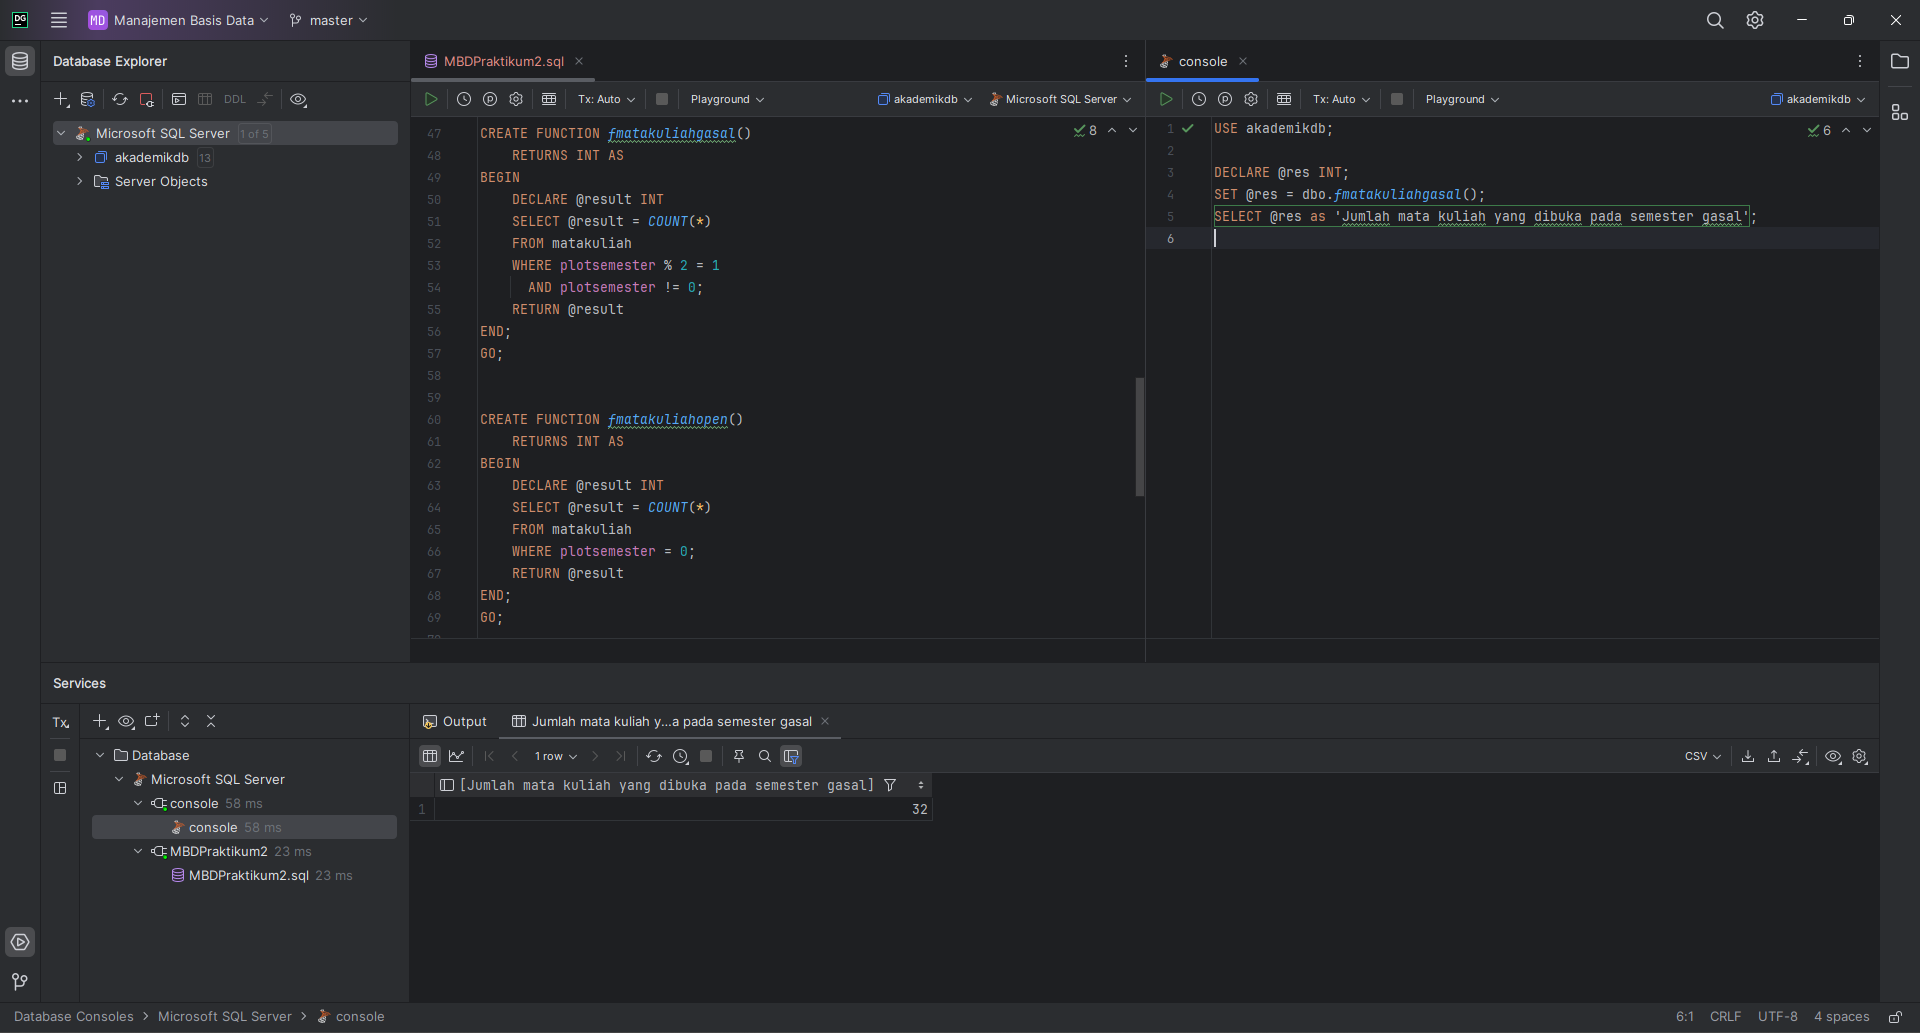 DG
MD Manajemen Basis Data
master
Database Explorer
DDL
Microsoft SQL Server 1 of 5
akademikdb 13
Server Objects
MBDPraktikum2.sql
Tx: Auto
Playground
akademikdb
Microsoft SQL Server
8
47 CREATE FUNCTION fmatakuliahgasal()
48 RETURNS INT AS
49 BEGIN
50 DECLARE @result INT
51 SELECT @result = COUNT(*)
52 FROM matakuliah
53 WHERE plotsemester % 2 = 1
54 AND plotsemester != 0;
55 RETURN @result
56 END;
57 GO;
58
59
60 CREATE FUNCTION fmatakuliahopen()
61 RETURNS INT AS
62 BEGIN
63 DECLARE @result INT
64 SELECT @result = COUNT(*)
65 FROM matakuliah
66 WHERE plotsemester = 0;
67 RETURN @result
68 END;
69 GO;
console
Tx: Auto
Playground
akademikdb
6
1 USE akademikdb;
2
3 DECLARE @res INT;
4 SET @res = dbo.fmatakuliahgasal();
5 SELECT @res as 'Jumlah mata kuliah yang dibuka pada semester gasal';
6
Services
Tx
Database
Microsoft SQL Server
console 58 ms
console 58 ms
MBDPraktikum2 23 ms
MBDPraktikum2.sql 23 ms
Output
Jumlah mata kuliah y...a pada semester gasal
1 row
CSV
[Jumlah mata kuliah yang dibuka pada semester gasal]
1 32
Database Consoles > Microsoft SQL Server > console
6:1 CRLF UTF-8 4 spaces